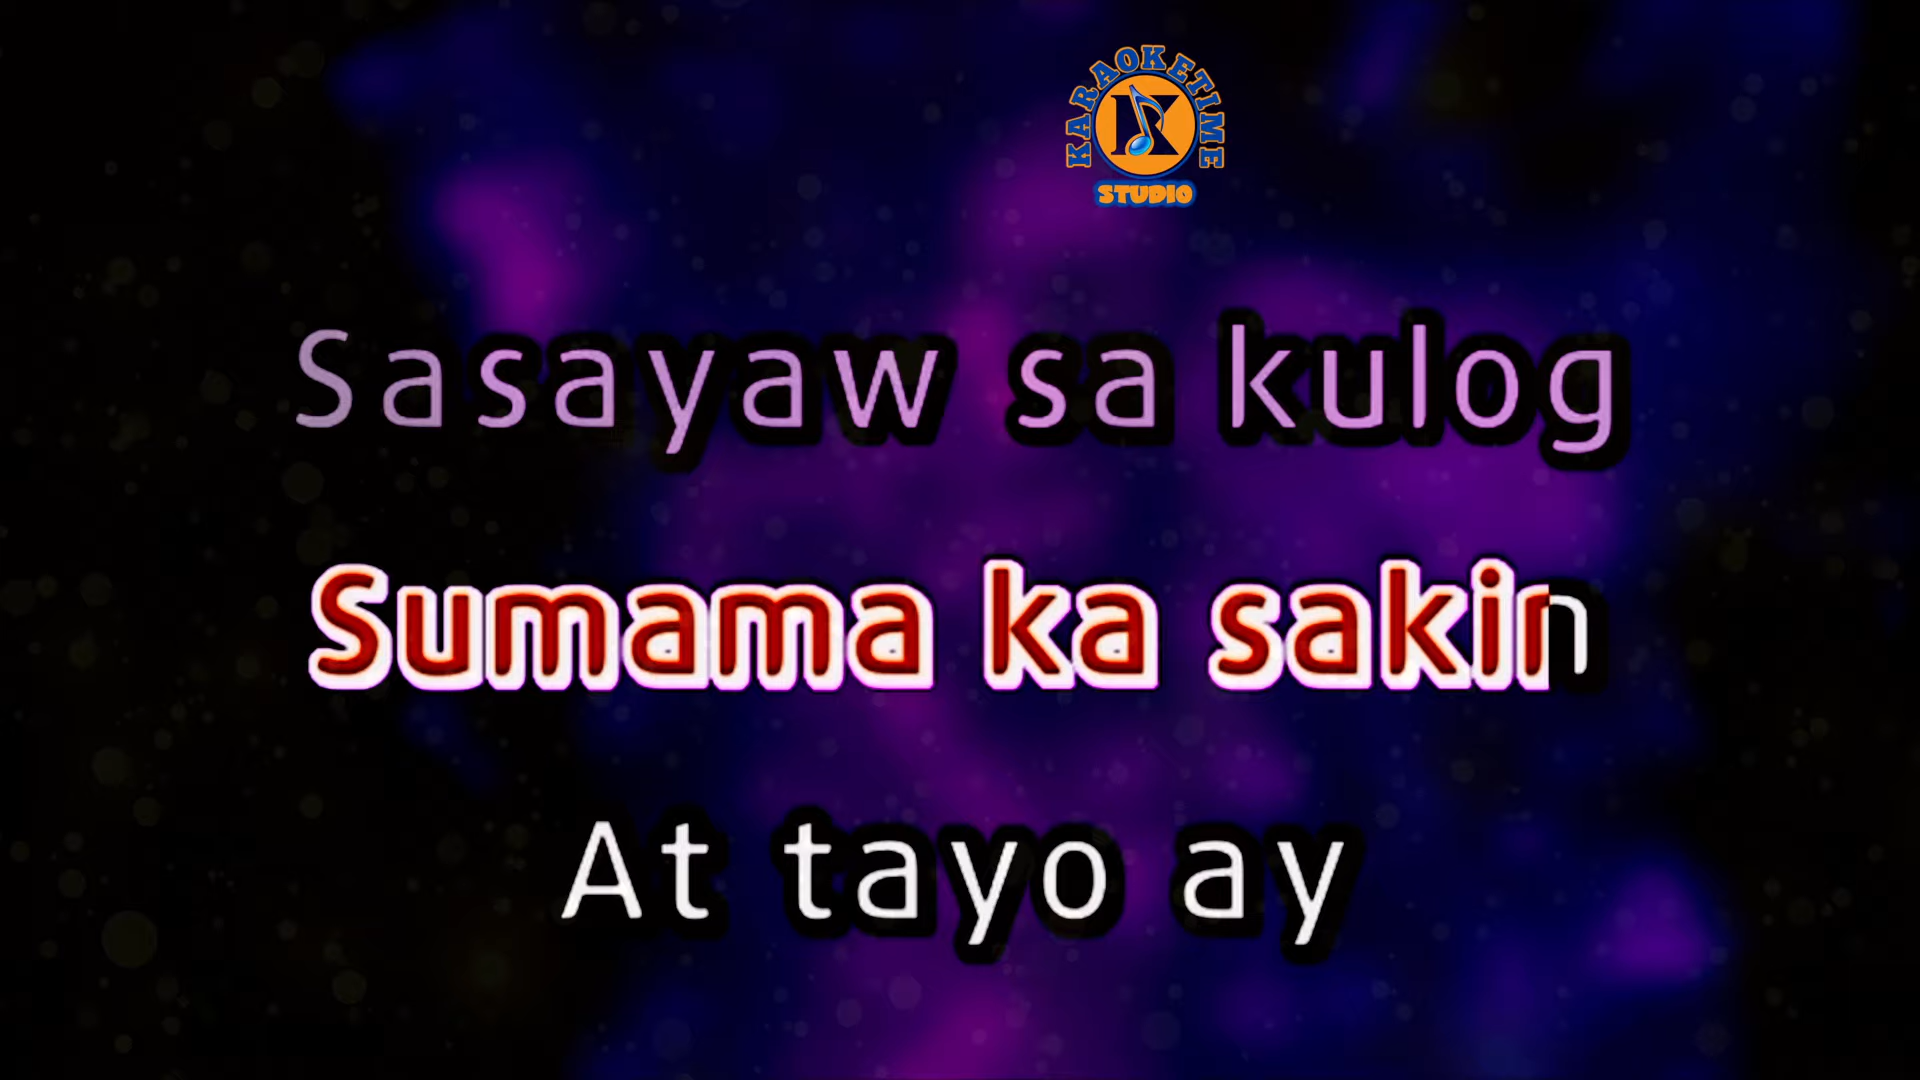 KARAOKETIME
K
STUDIO
Sasayaw sa kulog
Sumama ka sakin
At tayo ay